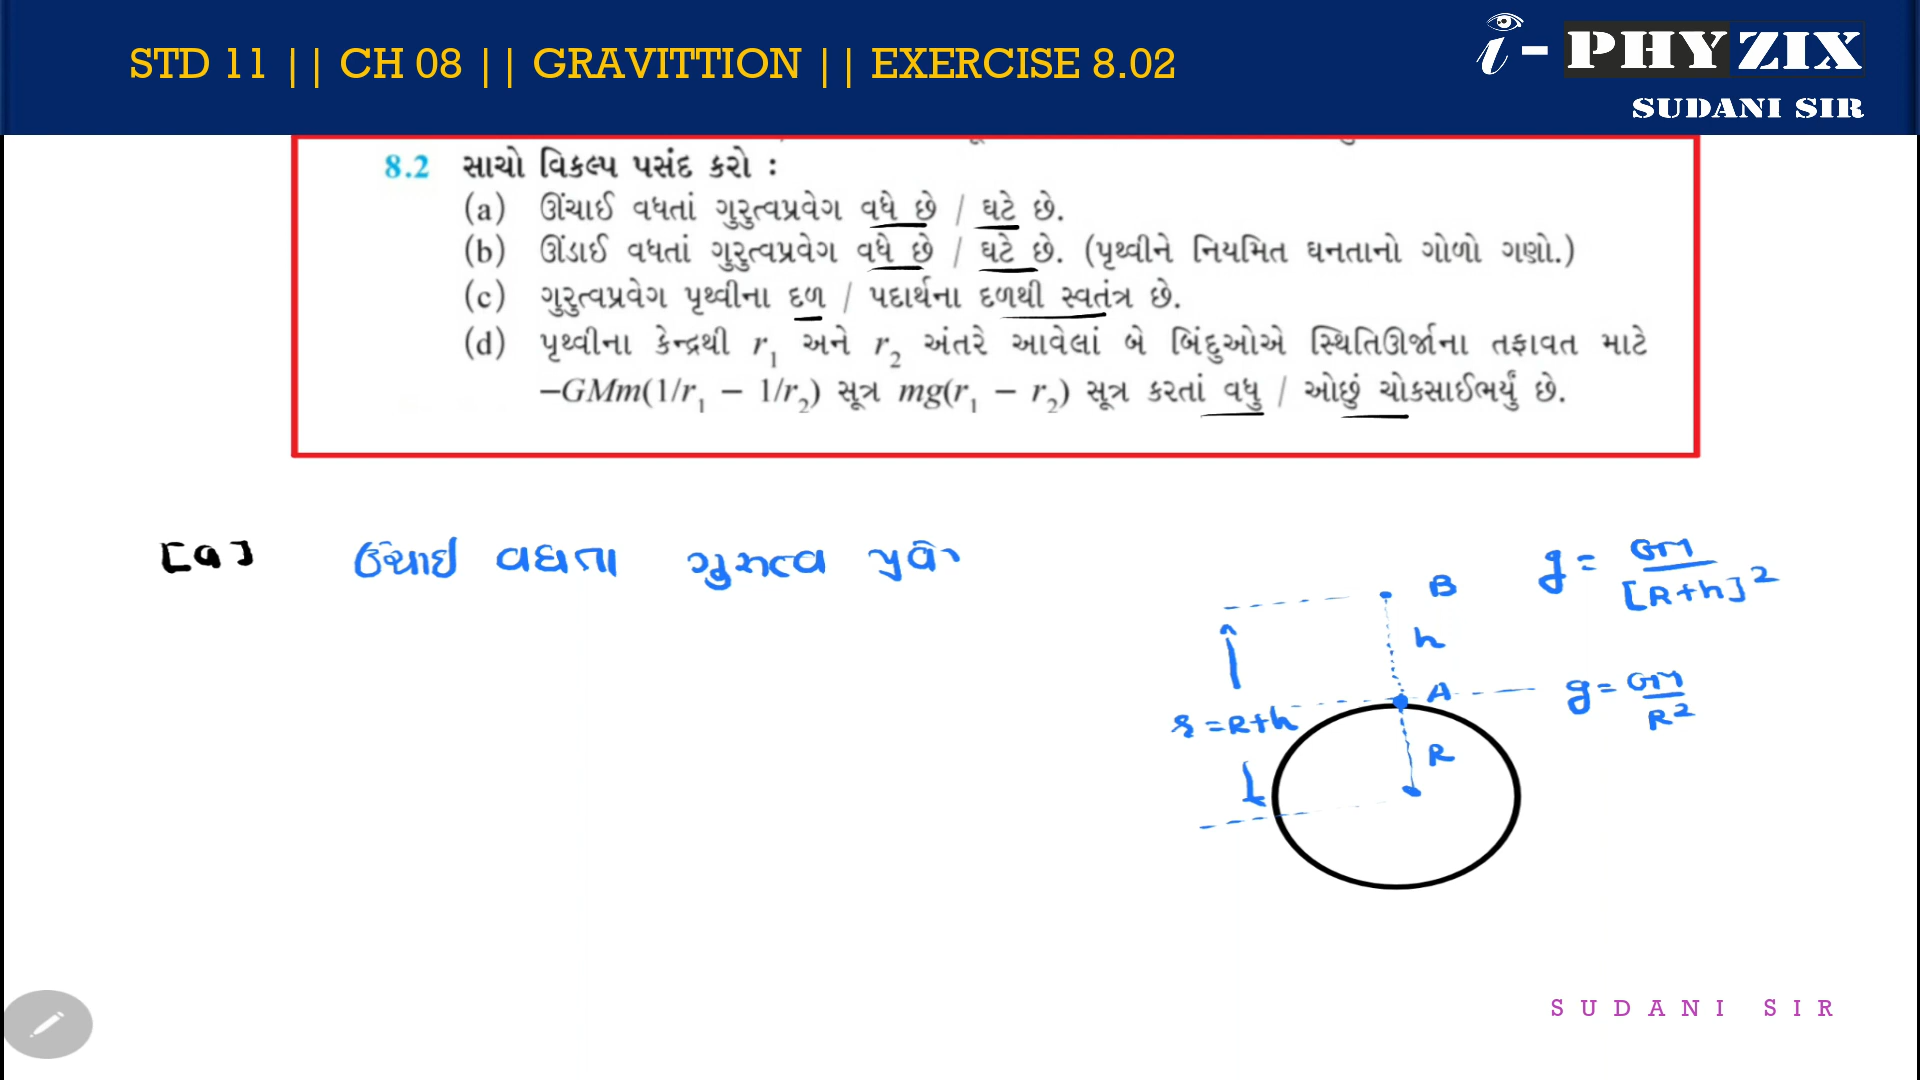 STD 11 || CH 08 || GRAVITTION || EXERCISE 8.02
i-PHYZIX
SUDANI SIR
8.2 સાચો વિકલ્પ પસંદ કરો :
(a) ઊંચાઈ વધતાં ગુરુત્વપ્રવેગ વધે છે / ઘટે છે.
(b) ઊંડાઈ વધતાં ગુરુત્વપ્રવેગ વધે છે / ઘટે છે. (પૃથ્વીને નિયમિત ઘનતાનો ગોળો ગણો.)
(c) ગુરુત્વપ્રવેગ પૃથ્વીના દળ / પદાર્થના દળથી સ્વતંત્ર છે.
(d) પૃથ્વીના કેન્દ્રથી r₁ અને r₂ અંતરે આવેલાં બે બિંદુઓએ સ્થિતિઊર્જાના તફાવત માટે
−GMm(1/r₁ − 1/r₂) સૂત્ર mg(r₁ − r₂) સૂત્ર કરતાં વધુ / ઓછું ચોકસાઈભર્યું છે.
[a] ઉંચાઇ વધતા ગુરુત્વ પ્રવે
B
g = GM/[R+h]²
h
A
g = GM/R²
r = R+h
R
SUDANI SIR